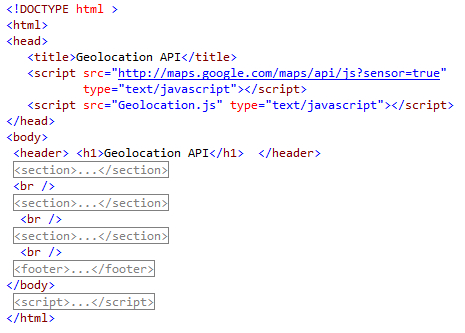 <!DOCTYPE html >
<html>
<head>
<title>Geolocation API</title>
<script src="http://maps.google.com/maps/api/js?sensor=true"
type="text/javascript"></script>
<script src="Geolocation.js" type="text/javascript"></script>
</head>
<body>
<header> <h1>Geolocation API</h1>  </header>
<section>...</section>
<br />
<section>...</section>
<br />
<section>...</section>
<br />
<footer>...</footer>
</body>
<script>...</script>
</html>